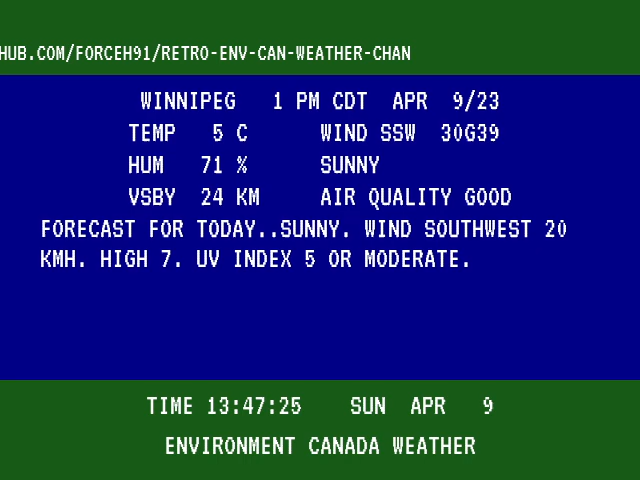 HUB.COM/FORCEH91/RETRO-ENV-CAN-WEATHER-CHAN
WINNIPEG 1 PM CDT APR 9/23
TEMP 5 C WIND SSW 30G39
HUM 71 % SUNNY
VSBY 24 KM AIR QUALITY GOOD
FORECAST FOR TODAY..SUNNY. WIND SOUTHWEST 20
KMH. HIGH 7. UV INDEX 5 OR MODERATE.
TIME 13:47:25 SUN APR 9
ENVIRONMENT CANADA WEATHER